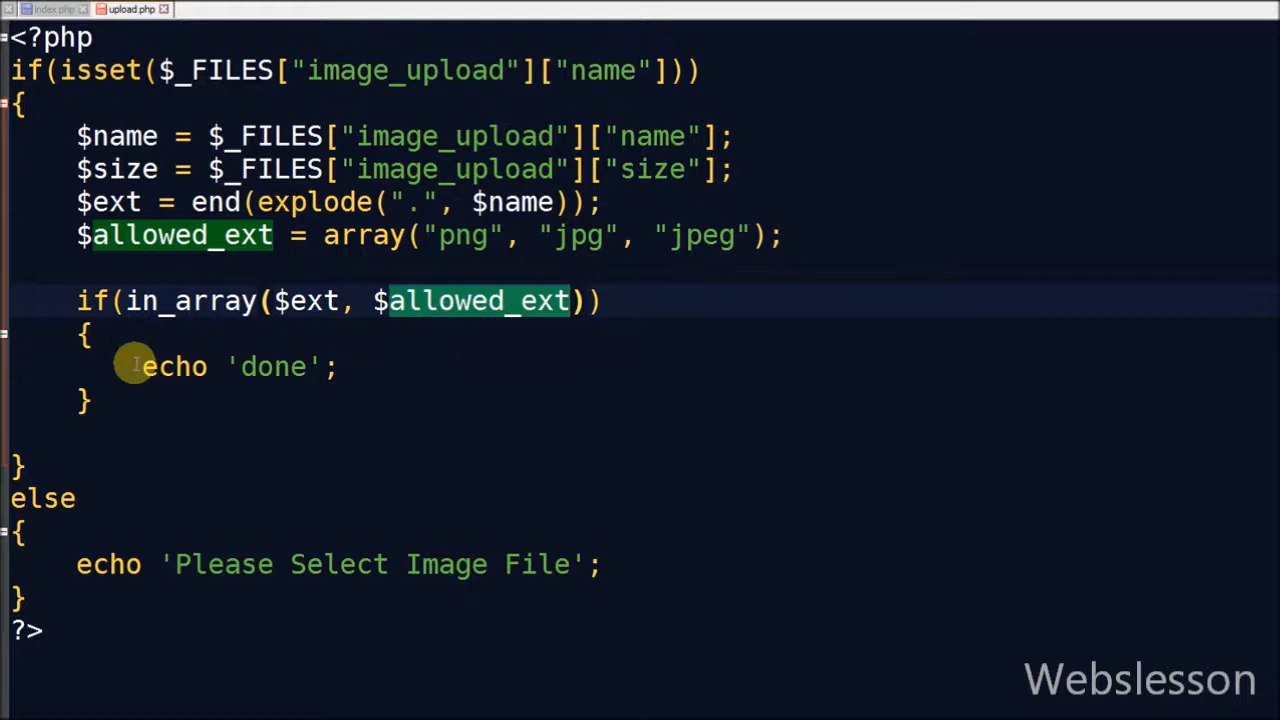 index.php upload.php
<?php
if(isset($_FILES["image_upload"]["name"]))
{
$name = $_FILES["image_upload"]["name"];
$size = $_FILES["image_upload"]["size"];
$ext = end(explode(".", $name));
$allowed_ext = array("png", "jpg", "jpeg");
if(in_array($ext, $allowed_ext))
{
echo 'done';
}
}
else
{
echo 'Please Select Image File';
}
?>
Webslesson